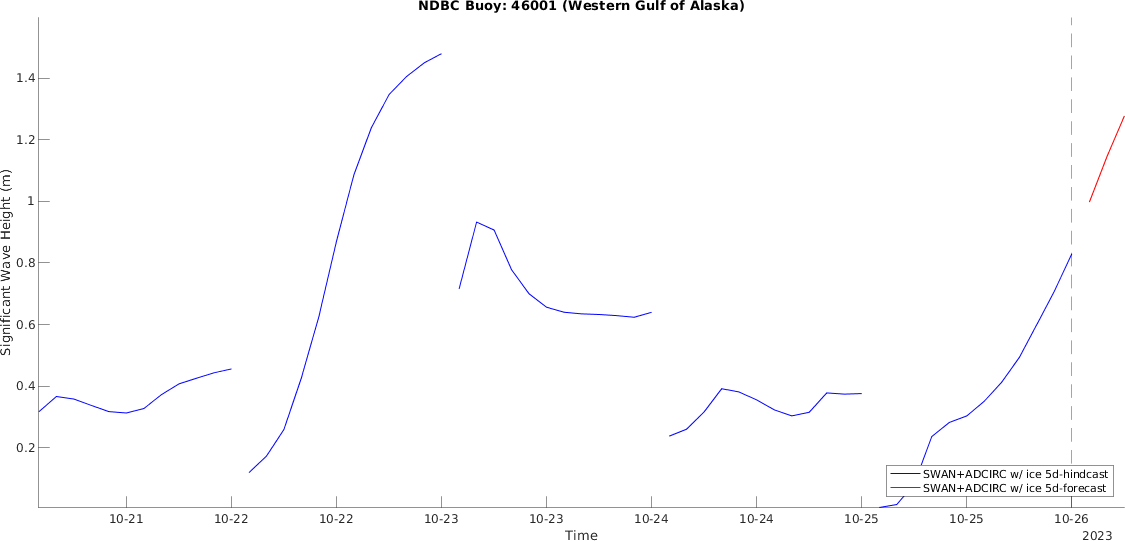 NDBC Buoy: 46001 (Western Gulf of Alaska)
Significant Wave Height (m)
1.4
1.2
1
0.8
0.6
0.4
0.2
SWAN+ADCIRC w/ ice 5d-hindcast
SWAN+ADCIRC w/ ice 5d-forecast
10-21 10-22 10-22 10-23 10-23 10-24 10-24 10-25 10-25 10-26
Time
2023